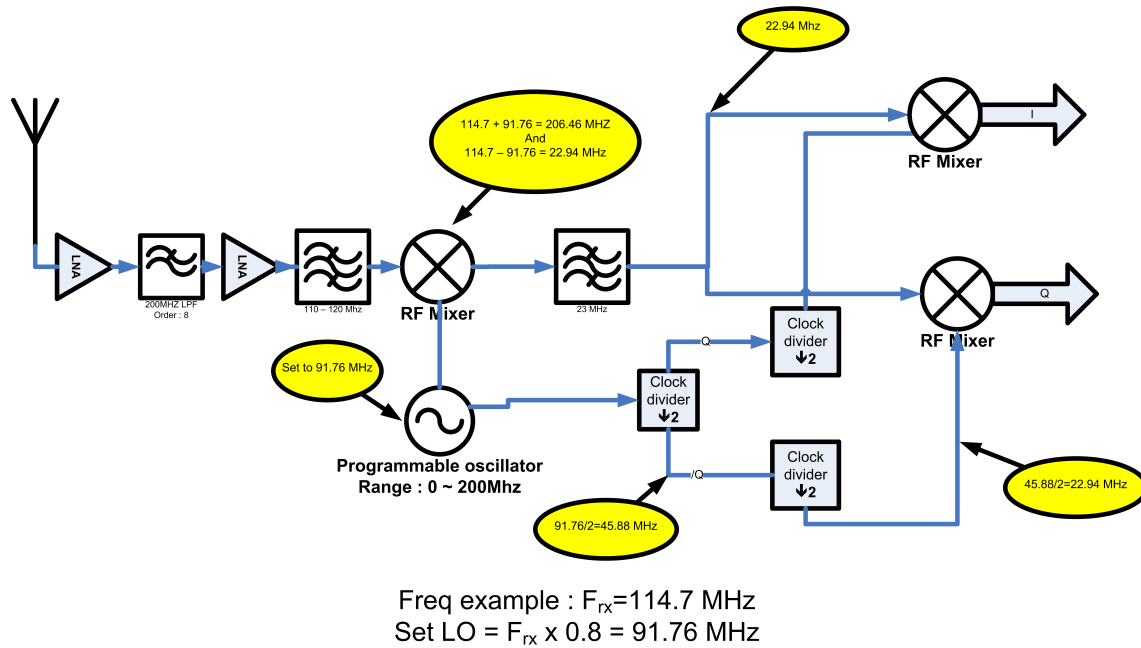 22.94 Mhz
114.7 + 91.76 = 206.46 MHZ
And
114.7 – 91.76 = 22.94 MHz
I
RF Mixer
LNA
200MHZ LPF
Order : 8
LNA
110 – 120 Mhz
RF Mixer
23 MHz
Q
RF Mixer
Clock
divider
↓2
Q
Set to 91.76 MHz
Clock
divider
↓2
Programmable oscillator
Range : 0 ~ 200Mhz
/Q
Clock
divider
↓2
45.88/2=22.94 MHz
91.76/2=45.88 MHz
Freq example : Frx=114.7 MHz
Set LO = Frx x 0.8 = 91.76 MHz